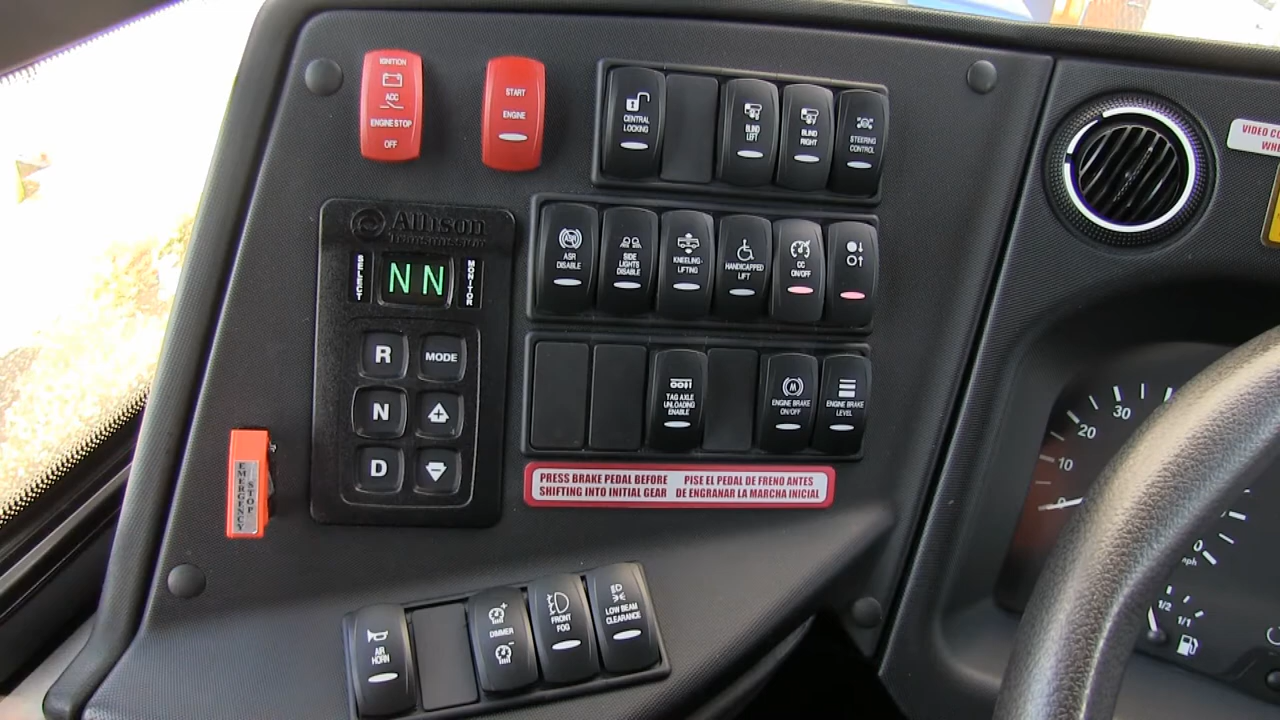 IGNITION
ACC
ENGINE STOP
OFF
START
ENGINE
CENTRAL
LOCKING
BLIND
LEFT
BLIND
RIGHT
STEERING
CONTROL
VIDEO
Allison
Transmission
SELECT
NN
MONITOR
R
MODE
N
D
ASR
ASR
DISABLE
SIDE
LIGHTS
DISABLE
KNEELING-
LIFTING
HANDICAPPED
LIFT
CC
ON/OFF
TAG AXLE
UNLOADING
ENABLE
ENGINE BRAKE
ON/OFF
ENGINE BRAKE
LEVEL
PRESS BRAKE PEDAL BEFORE
SHIFTING INTO INITIAL GEAR
PISE EL PEDAL DE FRENO ANTES
DE ENGRANAR LA MARCHA INICIAL
EMERGENCY
STOP
AIR
HORN
DIMMER
FRONT
FOG
LOW BEAM
CLEARANCE
30
20
10
0
0
mph
1/2
1/1